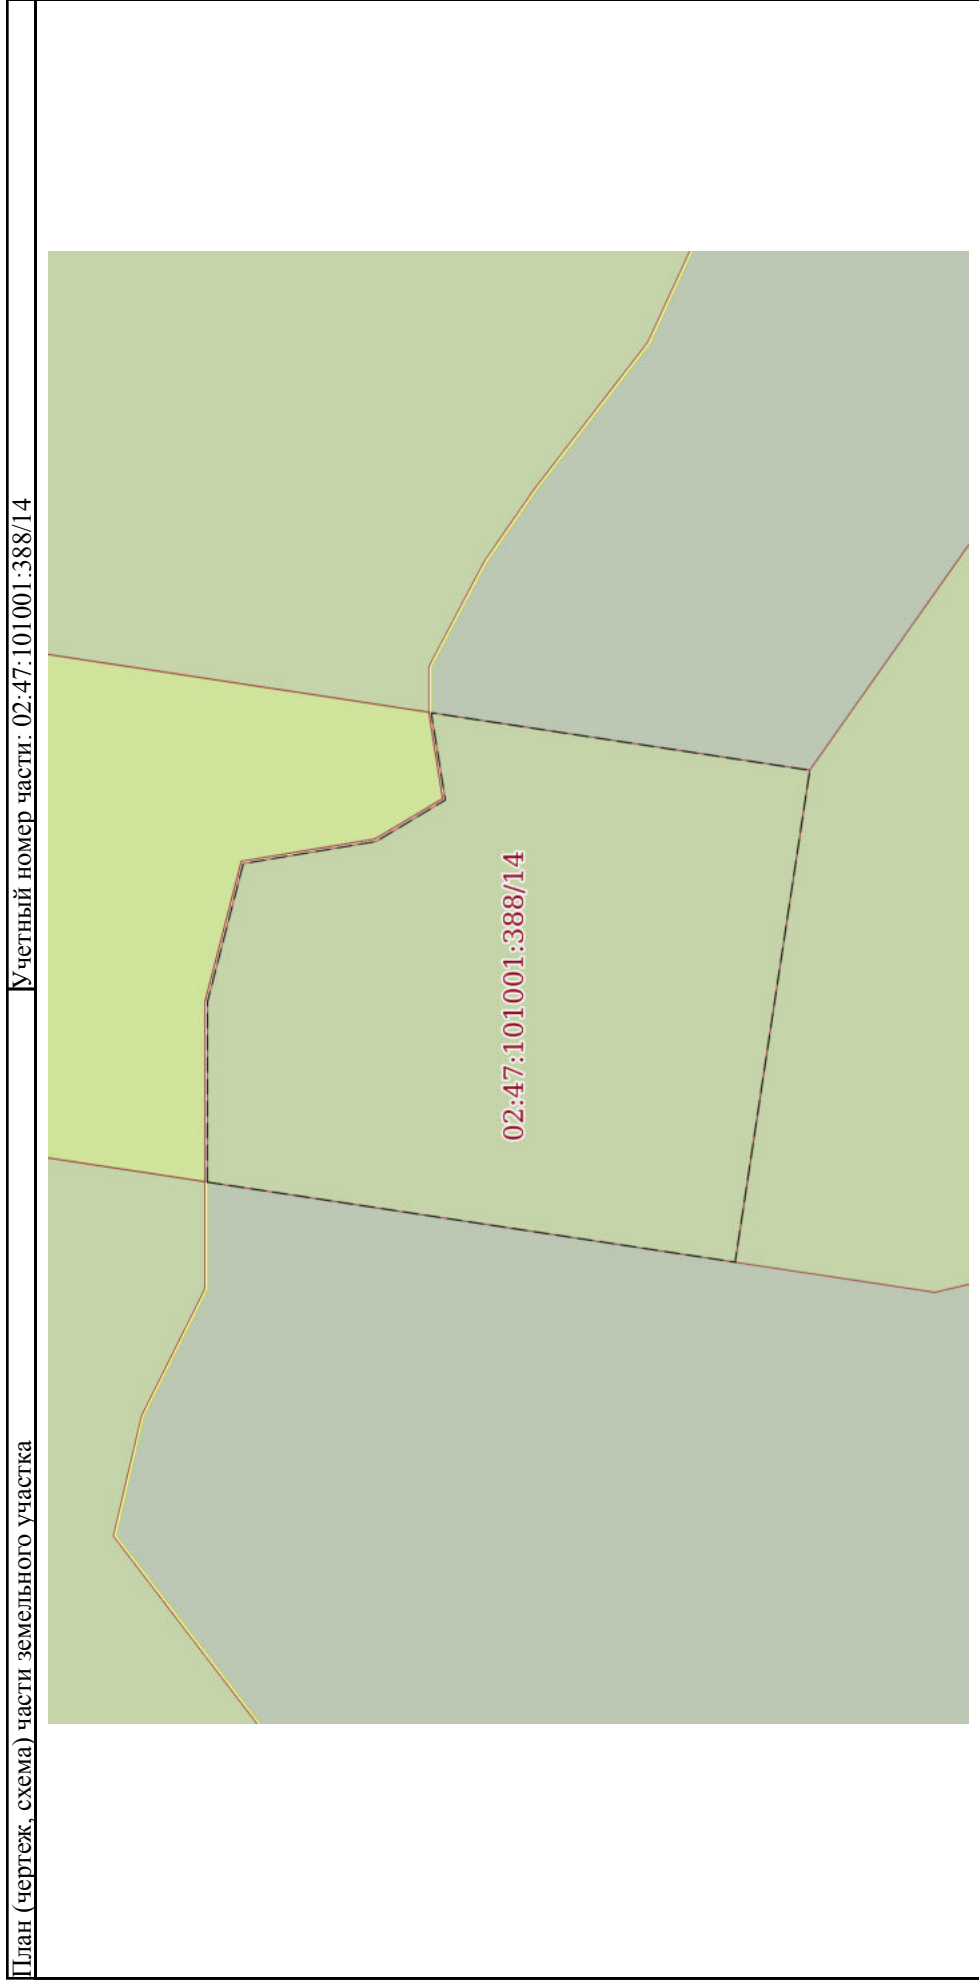 План (чертеж, схема) части земельного участка
Учетный номер части: 02:47:101001:388/14
02:47:101001:388/14